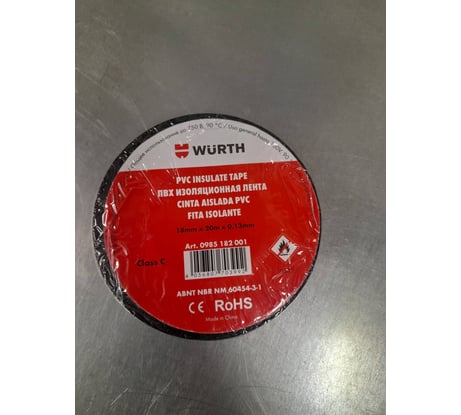 WÜRTH
PVC INSULATE TAPE
ПВХ ИЗОЛЯЦИОННАЯ ЛЕНТА
CINTA AISLADA PVC
FITA ISOLANTE
18mm x 20m x 0,13mm
Art. 0985 182 001
Class C
ABNT NBR NM 60454-3-1
CE RoHS
Made in China